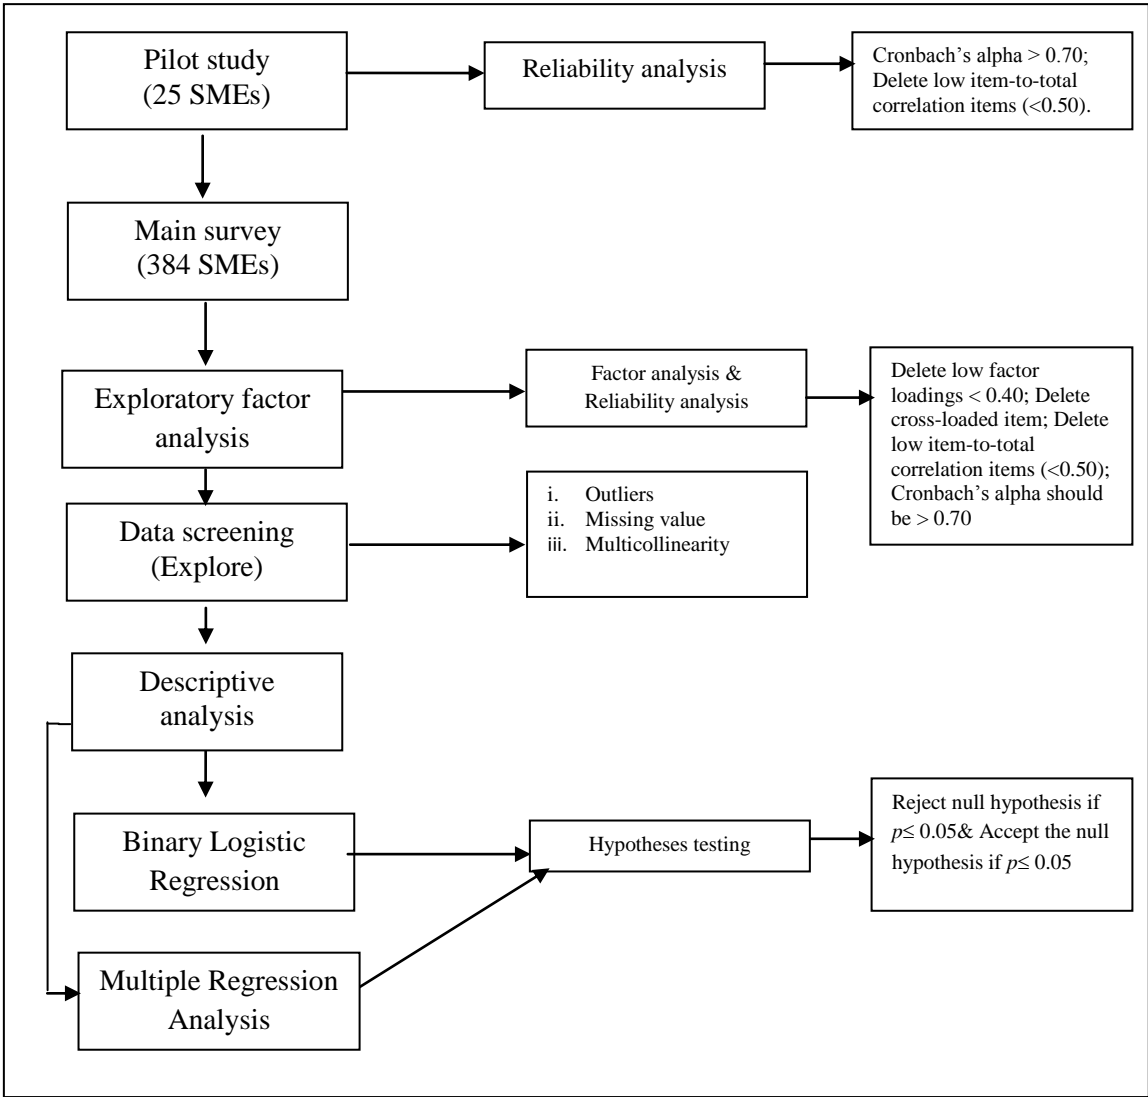 Pilot study
(25 SMEs)
Reliability analysis
Cronbach’s alpha > 0.70;
Delete low item-to-total
correlation items (<0.50).
Main survey
(384 SMEs)
Exploratory factor
analysis
Factor analysis &
Reliability analysis
Delete low factor
loadings < 0.40; Delete
cross-loaded item; Delete
low item-to-total
correlation items (<0.50);
Cronbach’s alpha should
be > 0.70
Data screening
(Explore)
i. Outliers
ii. Missing value
iii. Multicollinearity
Descriptive
analysis
Binary Logistic
Regression
Hypotheses testing
Reject null hypothesis if
p≤ 0.05& Accept the null
hypothesis if p≤ 0.05
Multiple Regression
Analysis